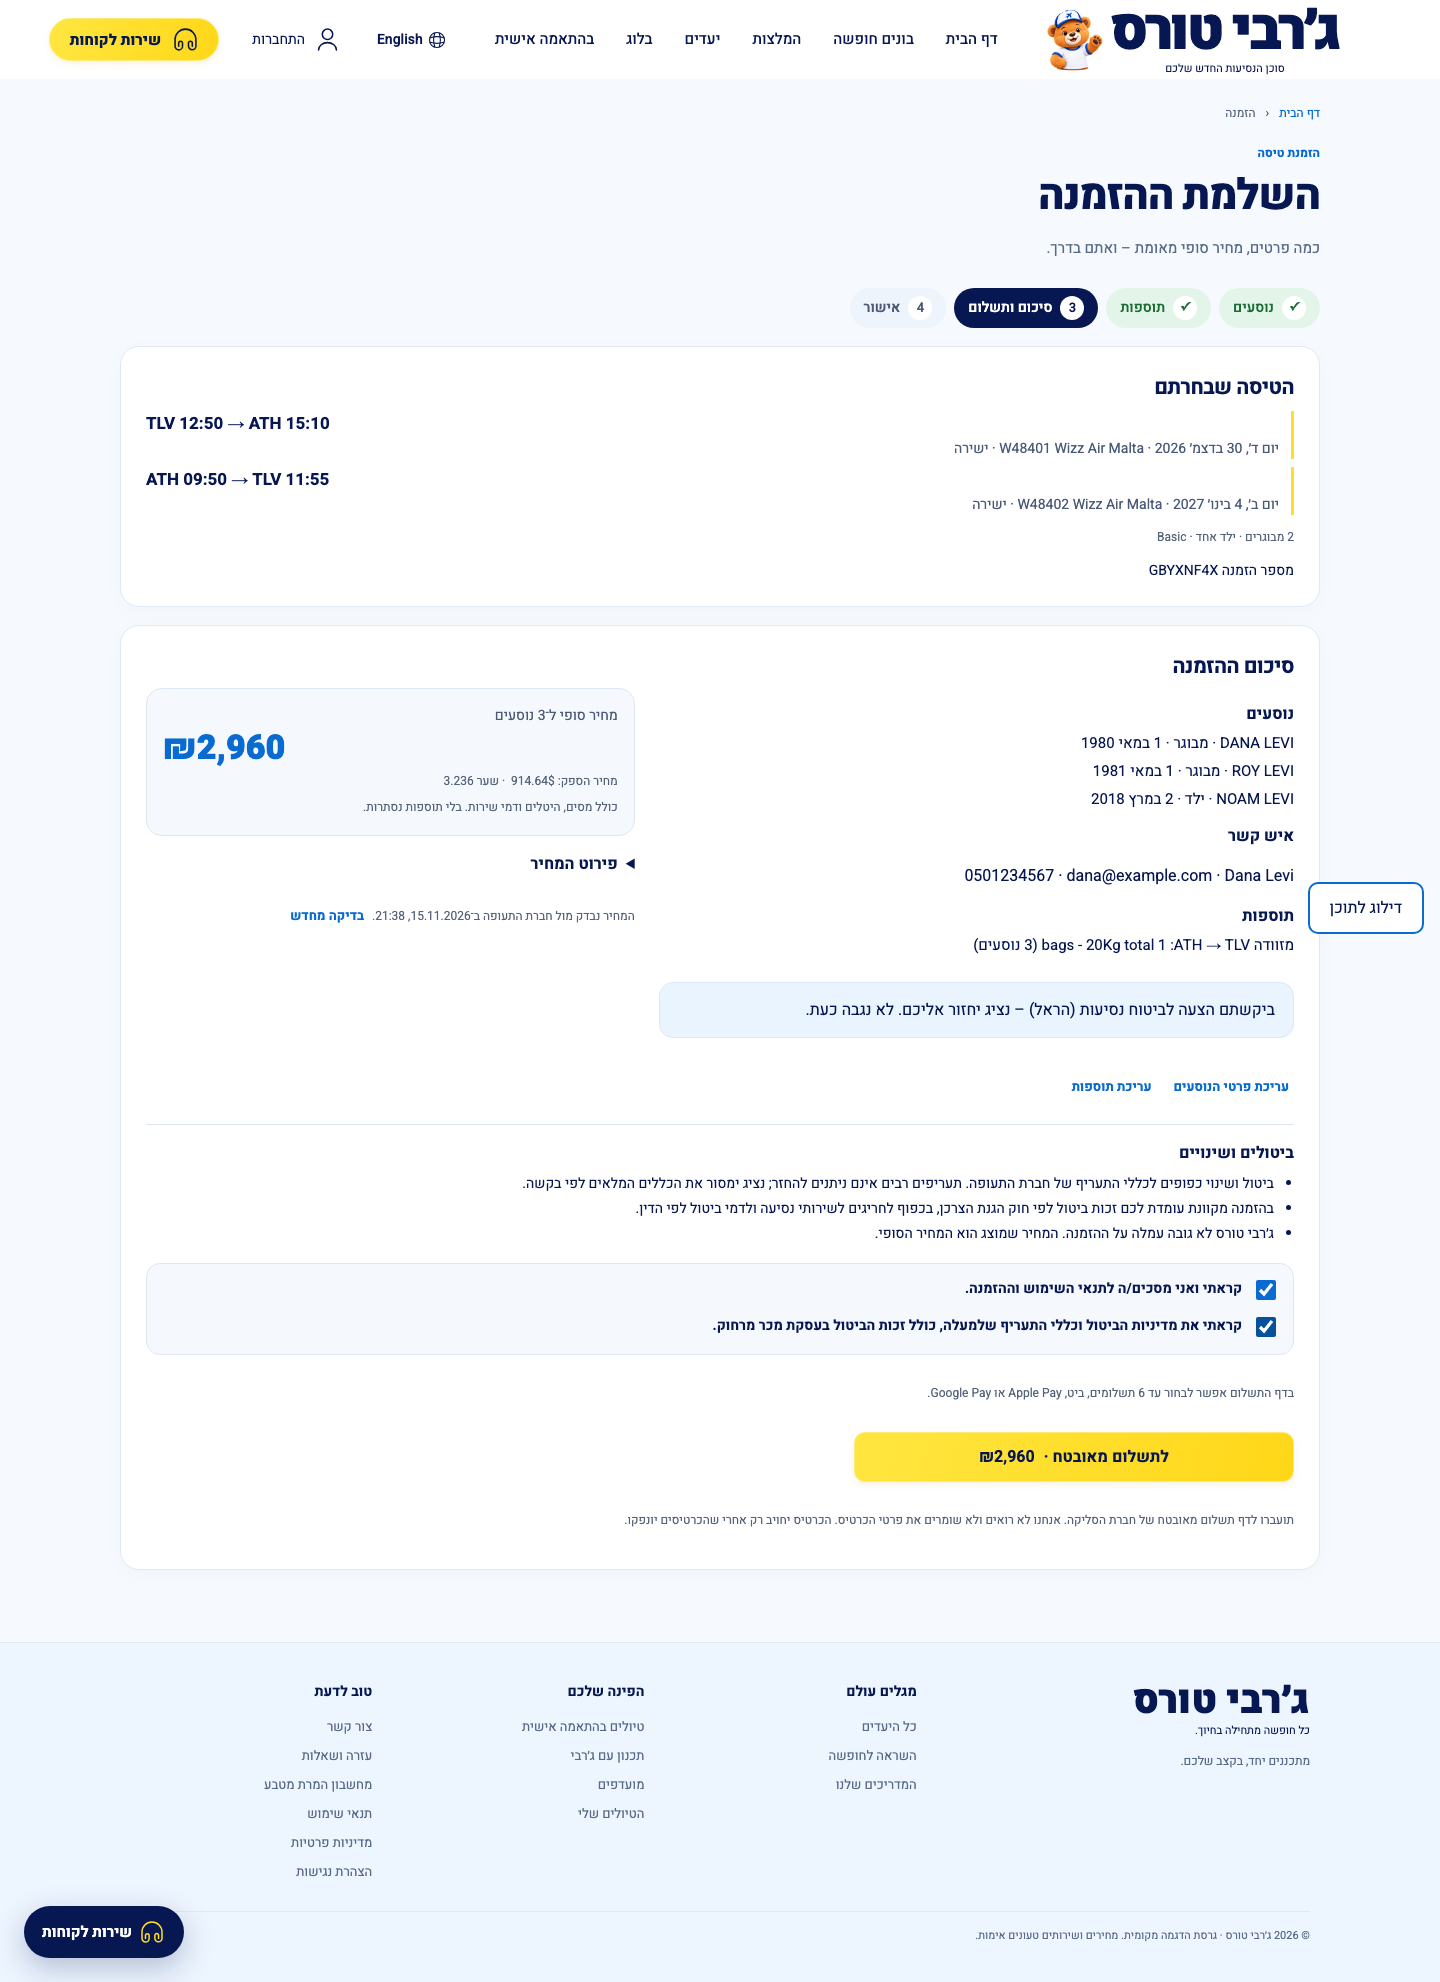 ג׳רבי טורס
סוכן הנסיעות החדש שלכם
דף הבית
בונים חופשה
המלצות
יעדים
בלוג
בהתאמה אישית
English
התחברות
שירות לקוחות
דף הבית › הזמנה
הזמנת טיסה
השלמת ההזמנה
כמה פרטים, מחיר סופי מאומת – ואתם בדרך.
✓ נוסעים
✓ תוספות
3 סיכום ותשלום
4 אישור
הטיסה שבחרתם
TLV 12:50 → ATH 15:10
יום ד׳, 30 בדצמ׳ 2026 · W48401 Wizz Air Malta · ישירה
ATH 09:50 → TLV 11:55
יום ב׳, 4 בינו׳ 2027 · W48402 Wizz Air Malta · ישירה
2 מבוגרים · ילד אחד · Basic
מספר הזמנה GBYXNF4X
סיכום ההזמנה
נוסעים
DANA LEVI · מבוגר · 1 במאי 1980
ROY LEVI · מבוגר · 1 במאי 1981
NOAM LEVI · ילד · 2 במרץ 2018
איש קשר
Dana Levi · dana@example.com · 0501234567
תוספות
מזוודה ATH → TLV: 1 bags - 20Kg total (3 נוסעים)
ביקשתם הצעה לביטוח נסיעות (הראל) – נציג יחזור אליכם. לא נגבה כעת.
מחיר סופי ל־3 נוסעים
₪2,960
מחיר הספק: $914.64 · שער 3.236
כולל מסים, היטלים ודמי שירות. בלי תוספות נסתרות.
◀ פירוט המחיר
המחיר נבדק מול חברת התעופה ב־15.11.2026, 21:38. בדיקה מחדש
דילוג לתוכן
עריכת פרטי הנוסעים
עריכת תוספות
ביטולים ושינויים
• ביטול ושינוי כפופים לכללי התעריף של חברת התעופה. תעריפים רבים אינם ניתנים להחזר; נציג ימסור את הכללים המלאים לפי בקשה.
• בהזמנה מקוונת עומדת לכם זכות ביטול לפי חוק הגנת הצרכן, בכפוף לחריגים לשירותי נסיעה ולדמי ביטול לפי הדין.
• ג׳רבי טורס לא גובה עמלה על ההזמנה. המחיר שמוצג הוא המחיר הסופי.
קראתי ואני מסכים/ה לתנאי השימוש וההזמנה.
קראתי את מדיניות הביטול וכללי התעריף שלמעלה, כולל זכות הביטול בעסקת מכר מרחוק.
בדף התשלום אפשר לבחור עד 6 תשלומים, ביט, Apple Pay או Google Pay.
לתשלום מאובטח · ₪2,960
תועברו לדף תשלום מאובטח של חברת הסליקה. אנחנו לא רואים ולא שומרים את פרטי הכרטיס. הכרטיס יחויב רק אחרי שהכרטיסים יונפקו.
ג׳רבי טורס
כל חופשה מתחילה בחיוך.
מתכננים יחד, בקצב שלכם.
מגלים עולם
כל היעדים
השראה לחופשה
המדריכים שלנו
הפינה שלכם
טיולים בהתאמה אישית
תכנון עם ג׳רבי
מועדפים
הטיולים שלי
טוב לדעת
צור קשר
עזרה ושאלות
מחשבון המרת מטבע
תנאי שימוש
מדיניות פרטיות
הצהרת נגישות
© 2026 ג׳רבי טורס · גרסת הדגמה מקומית. מחירים ושירותים טעונים אימות.
שירות לקוחות